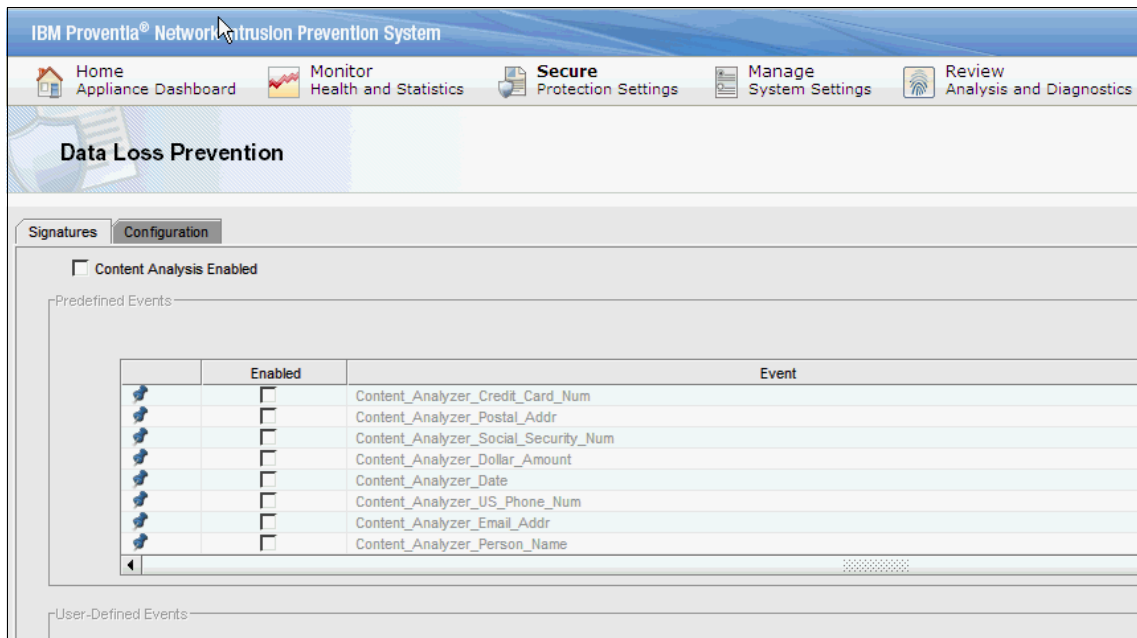 IBM Proventia® Network Intrusion Prevention System
Home
Appliance Dashboard
Monitor
Health and Statistics
Secure
Protection Settings
Manage
System Settings
Review
Analysis and Diagnostics
Data Loss Prevention
Signatures
Configuration
Content Analysis Enabled
Predefined Events
Enabled
Event
Content_Analyzer_Credit_Card_Num
Content_Analyzer_Postal_Addr
Content_Analyzer_Social_Security_Num
Content_Analyzer_Dollar_Amount
Content_Analyzer_Date
Content_Analyzer_US_Phone_Num
Content_Analyzer_Email_Addr
Content_Analyzer_Person_Name
User-Defined Events